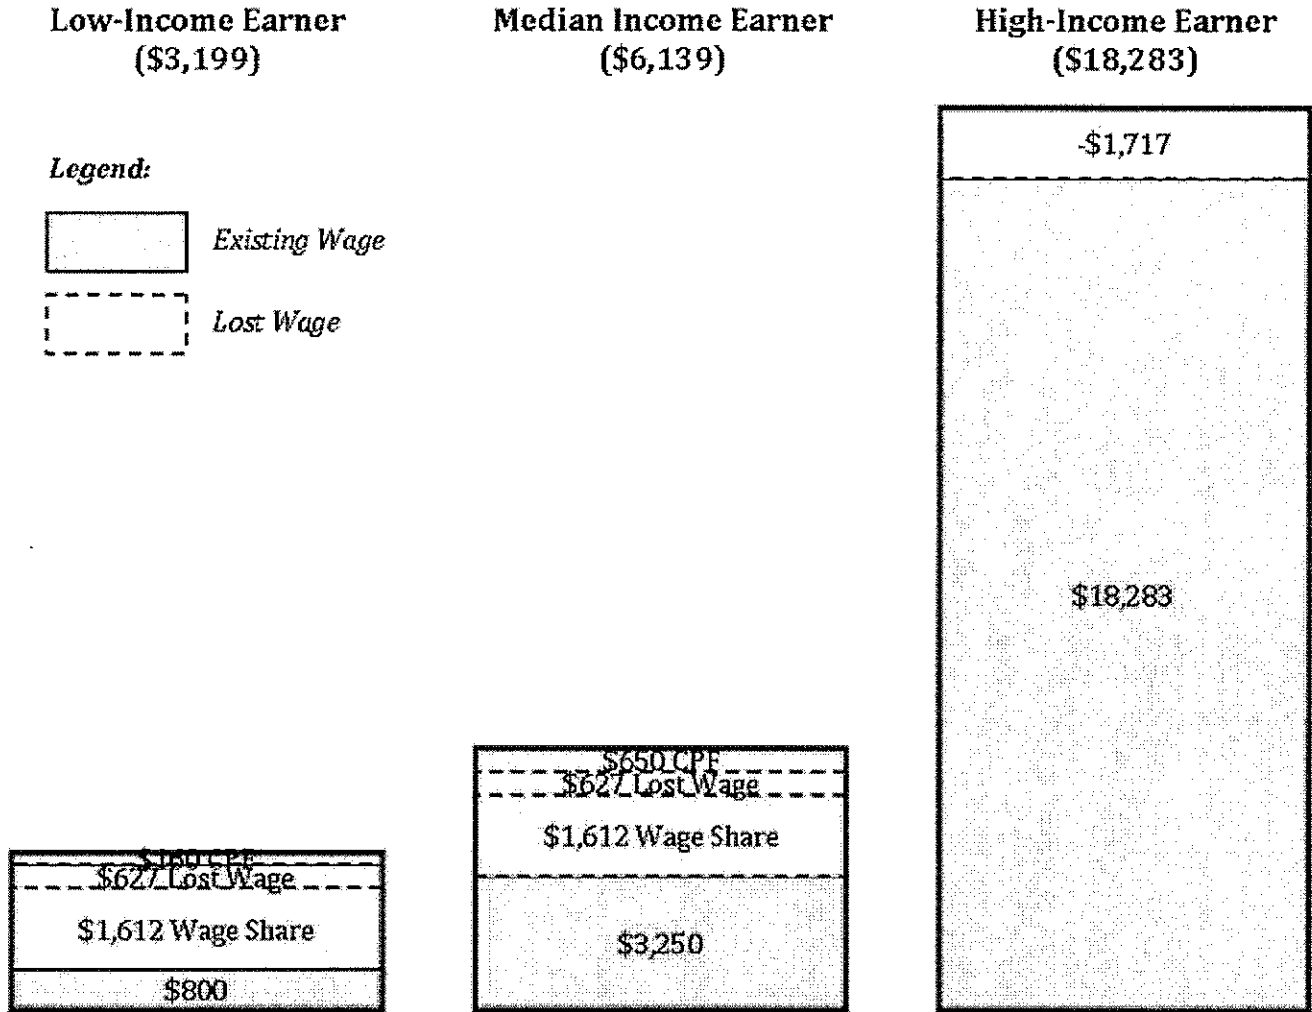 Low-Income Earner
($3,199)
Median Income Earner
($6,139)
High-Income Earner
($18,283)
Legend:
Existing Wage
Lost Wage
-$1,717
$18,283
$650 CPF
$627 Lost Wage
$1,612 Wage Share
$3,250
$160 CPF
$627 Lost Wage
$1,612 Wage Share
$800